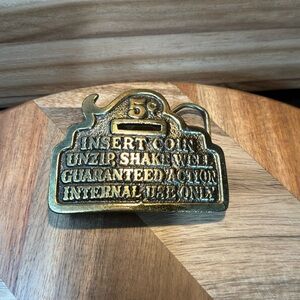 5¢
INSERT COIN
UNZIP, SHAKE WELL
GUARANTEED ACTION
INTERNAL USE ONLY